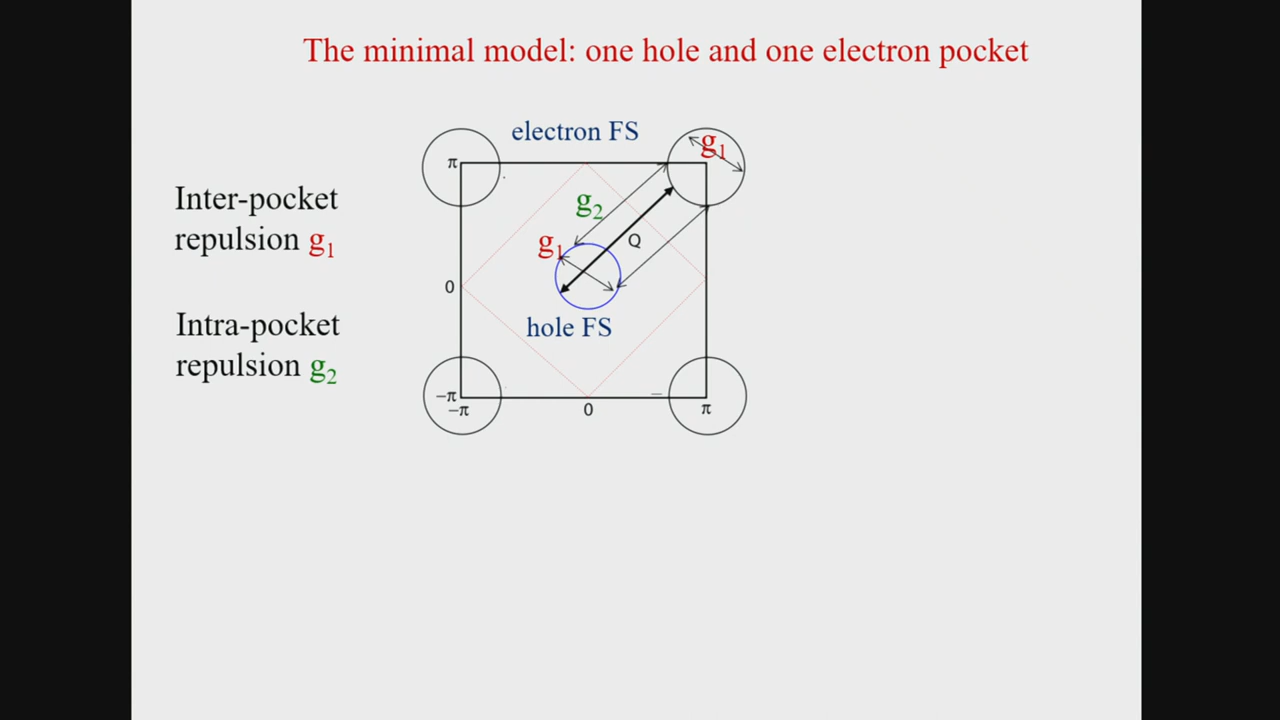 The minimal model: one hole and one electron pocket
electron FS
g₁
π
Inter-pocket
repulsion g₁
g₂
g₁
Q
0
hole FS
Intra-pocket
repulsion g₂
−π
−π
0
π